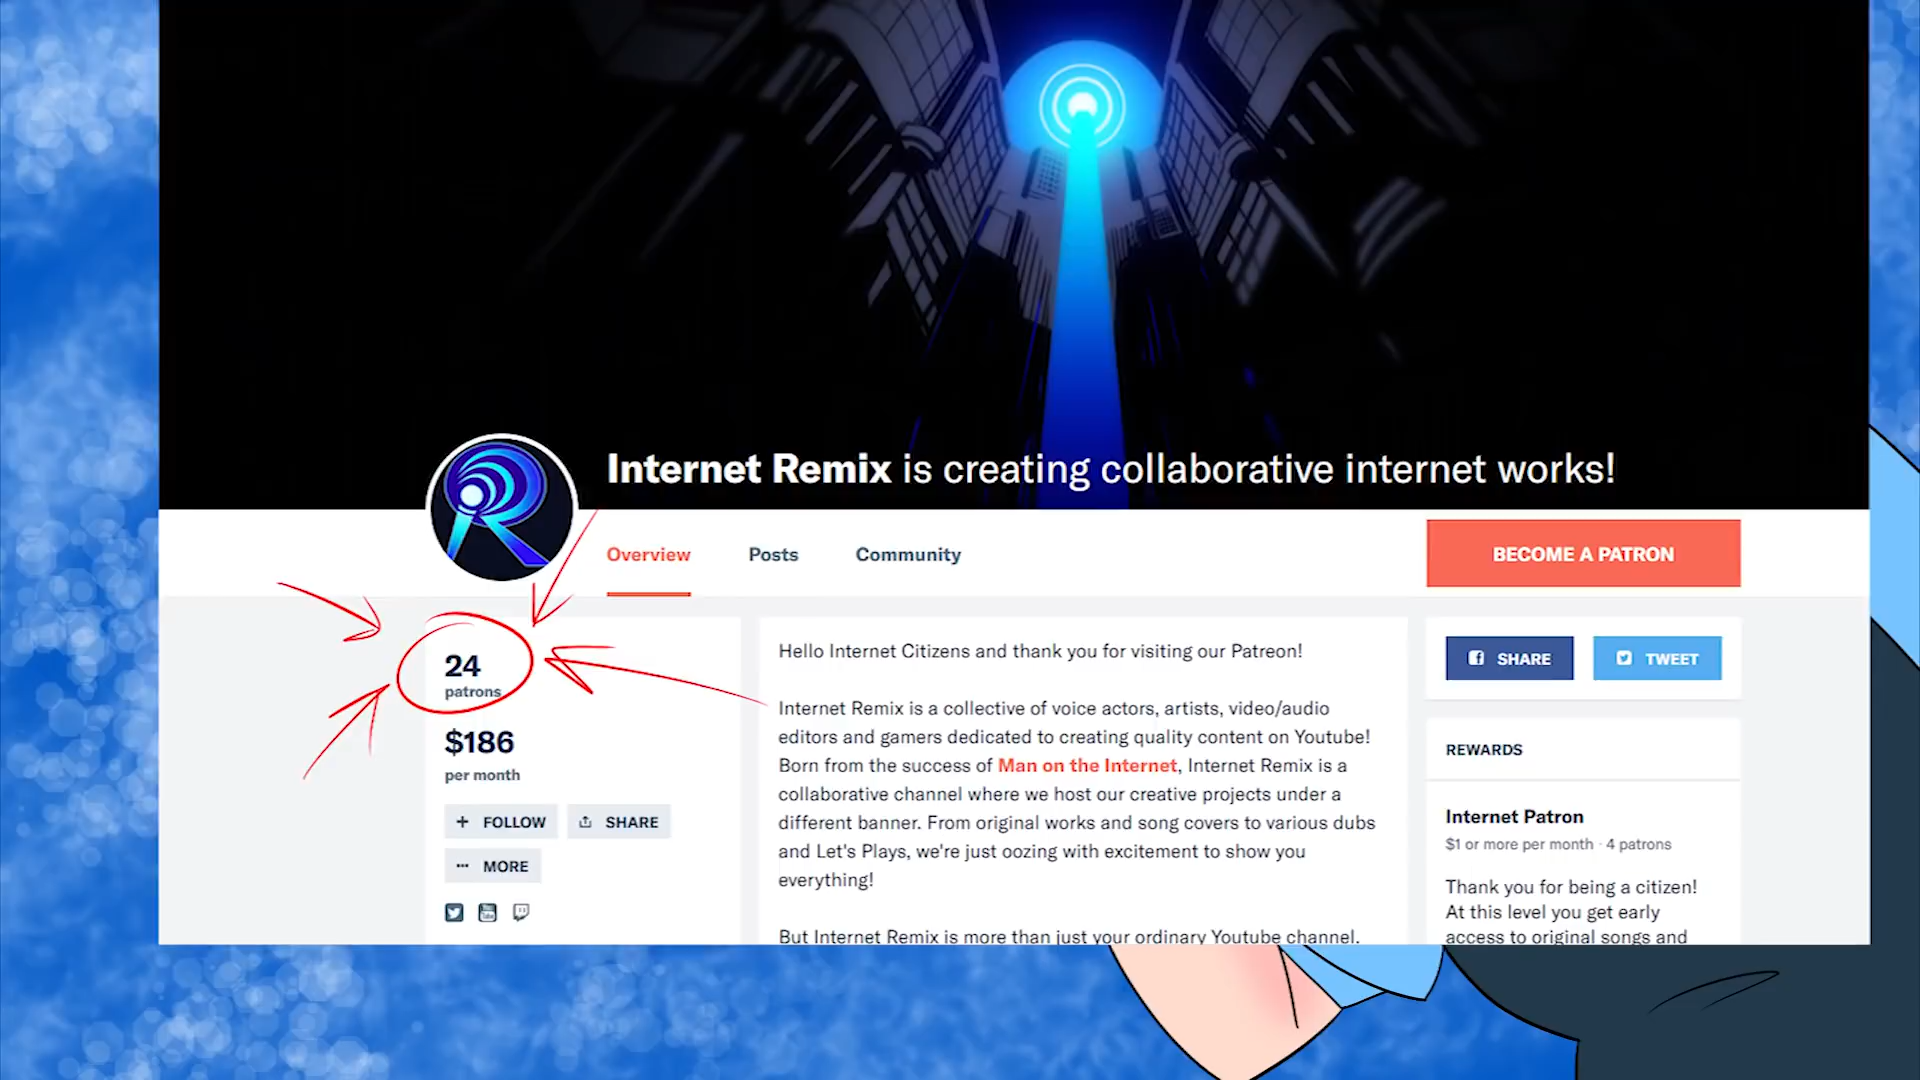 Internet Remix is creating collaborative internet works!
Overview Posts Community
BECOME A PATRON
24
patrons
$186
per month
+ FOLLOW
SHARE
··· MORE
Hello Internet Citizens and thank you for visiting our Patreon!
Internet Remix is a collective of voice actors, artists, video/audio
editors and gamers dedicated to creating quality content on Youtube!
Born from the success of Man on the Internet, Internet Remix is a
collaborative channel where we host our creative projects under a
different banner. From original works and song covers to various dubs
and Let's Plays, we're just oozing with excitement to show you
everything!
But Internet Remix is more than just your ordinary Youtube channel.
SHARE
TWEET
REWARDS
Internet Patron
$1 or more per month · 4 patrons
Thank you for being a citizen!
At this level you get early
access to original songs and